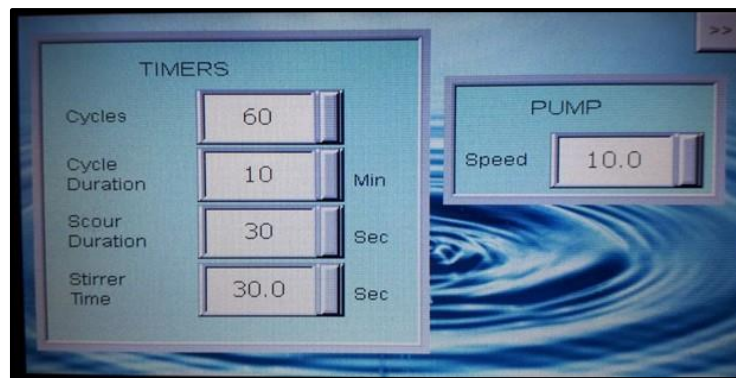 >>
TIMERS
Cycles 60
Cycle
Duration 10 Min
Scour
Duration 30 Sec
Stirrer
Time 30.0 Sec
PUMP
Speed 10.0